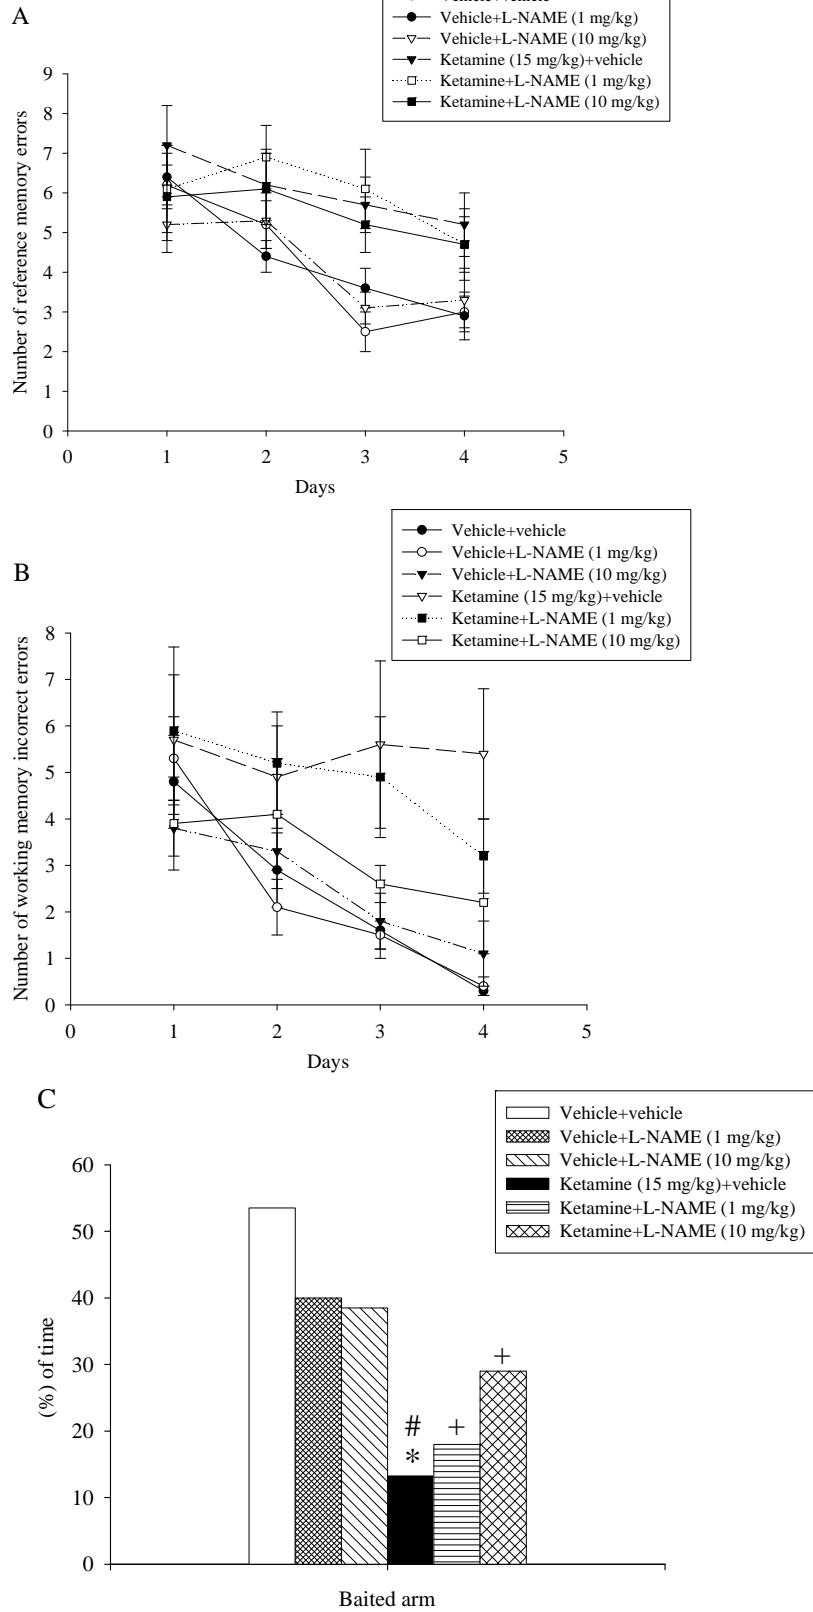 A
Vehicle+L-NAME (1 mg/kg)
Vehicle+L-NAME (10 mg/kg)
Ketamine (15 mg/kg)+vehicle
Ketamine+L-NAME (1 mg/kg)
Ketamine+L-NAME (10 mg/kg)
Number of reference memory errors
9
8
7
6
5
4
3
2
1
0
0 1 2 3 4 5
Days
B
Vehicle+vehicle
Vehicle+L-NAME (1 mg/kg)
Vehicle+L-NAME (10 mg/kg)
Ketamine (15 mg/kg)+vehicle
Ketamine+L-NAME (1 mg/kg)
Ketamine+L-NAME (10 mg/kg)
Number of working memory incorrect errors
8
7
6
5
4
3
2
1
0
0 1 2 3 4 5
Days
C
Vehicle+vehicle
Vehicle+L-NAME (1 mg/kg)
Vehicle+L-NAME (10 mg/kg)
Ketamine (15 mg/kg)+vehicle
Ketamine+L-NAME (1 mg/kg)
Ketamine+L-NAME (10 mg/kg)
(%) of time
60
50
40
30
20
10
0
+
# +
*
Baited arm